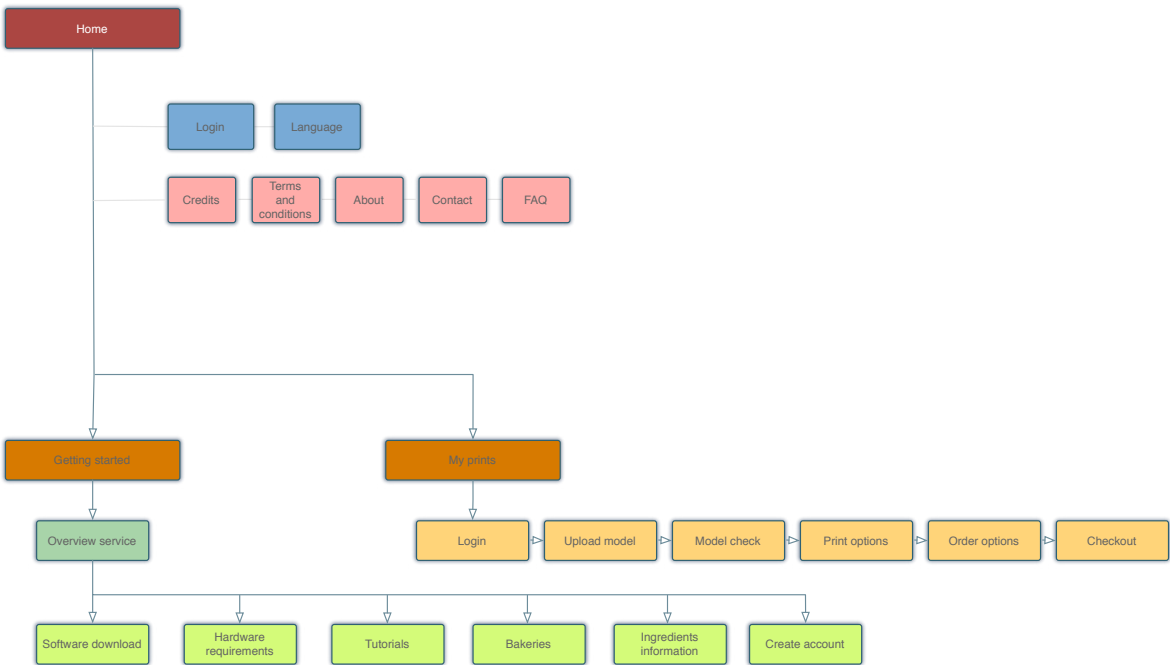 Home
Login
Language
Credits
Terms
and
conditions
About
Contact
FAQ
Getting started
My prints
Overview service
Login
Upload model
Model check
Print options
Order options
Checkout
Software download
Hardware
requirements
Tutorials
Bakeries
Ingredients
information
Create account